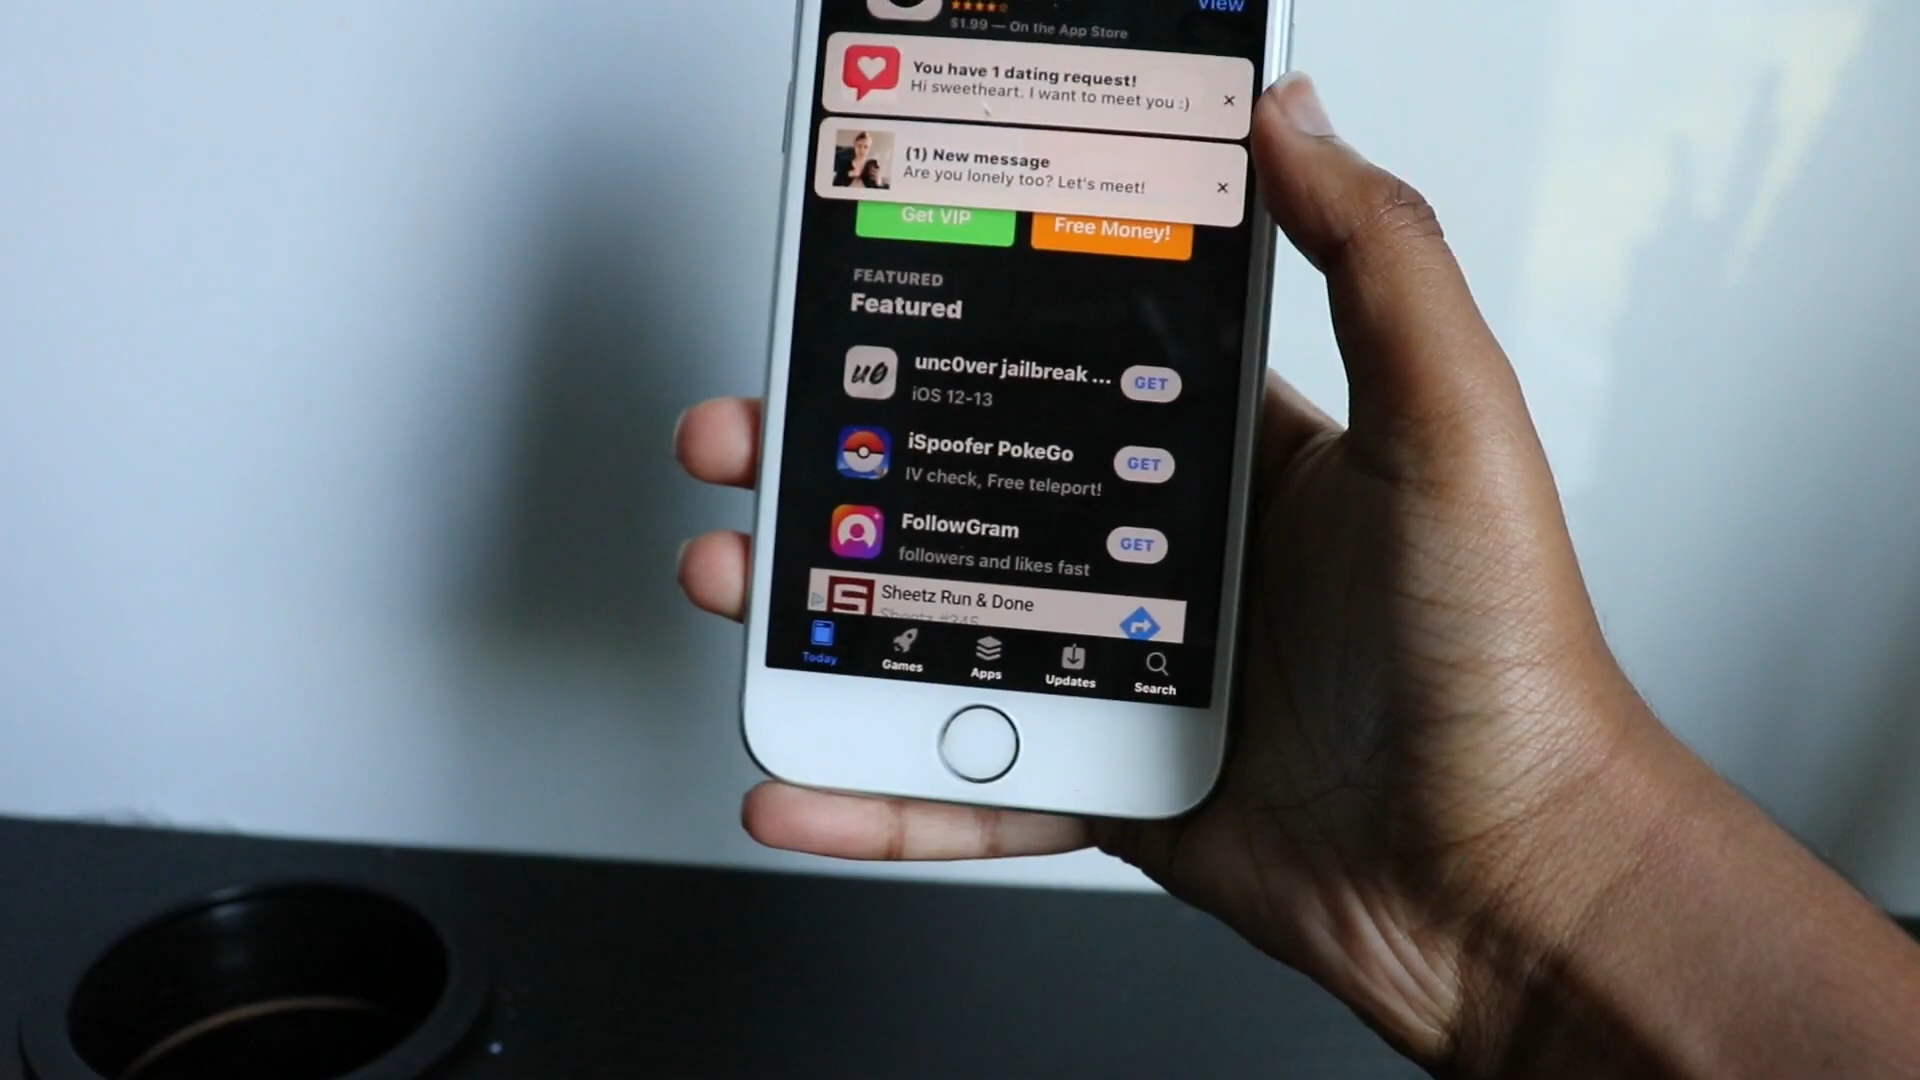 View
$1.99 — On the App Store
You have 1 dating request!
Hi sweetheart. I want to meet you :)
×
(1) New message
Are you lonely too? Let's meet!
×
Get VIP
Free Money!
FEATURED
Featured
unc0ver jailbreak ...
iOS 12-13
GET
u0
iSpoofer PokeGo
IV check, Free teleport!
GET
FollowGram
followers and likes fast
GET
Sheetz Run & Done
Sheetz #245
Today
Games
Apps
Updates
Search